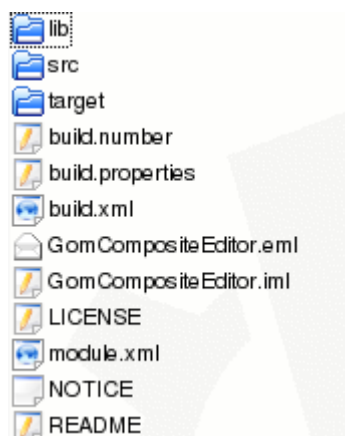 lib
src
target
build.number
build.properties
build.xml
GomCompositeEditor.eml
GomCompositeEditor.iml
LICENSE
module.xml
NOTICE
README